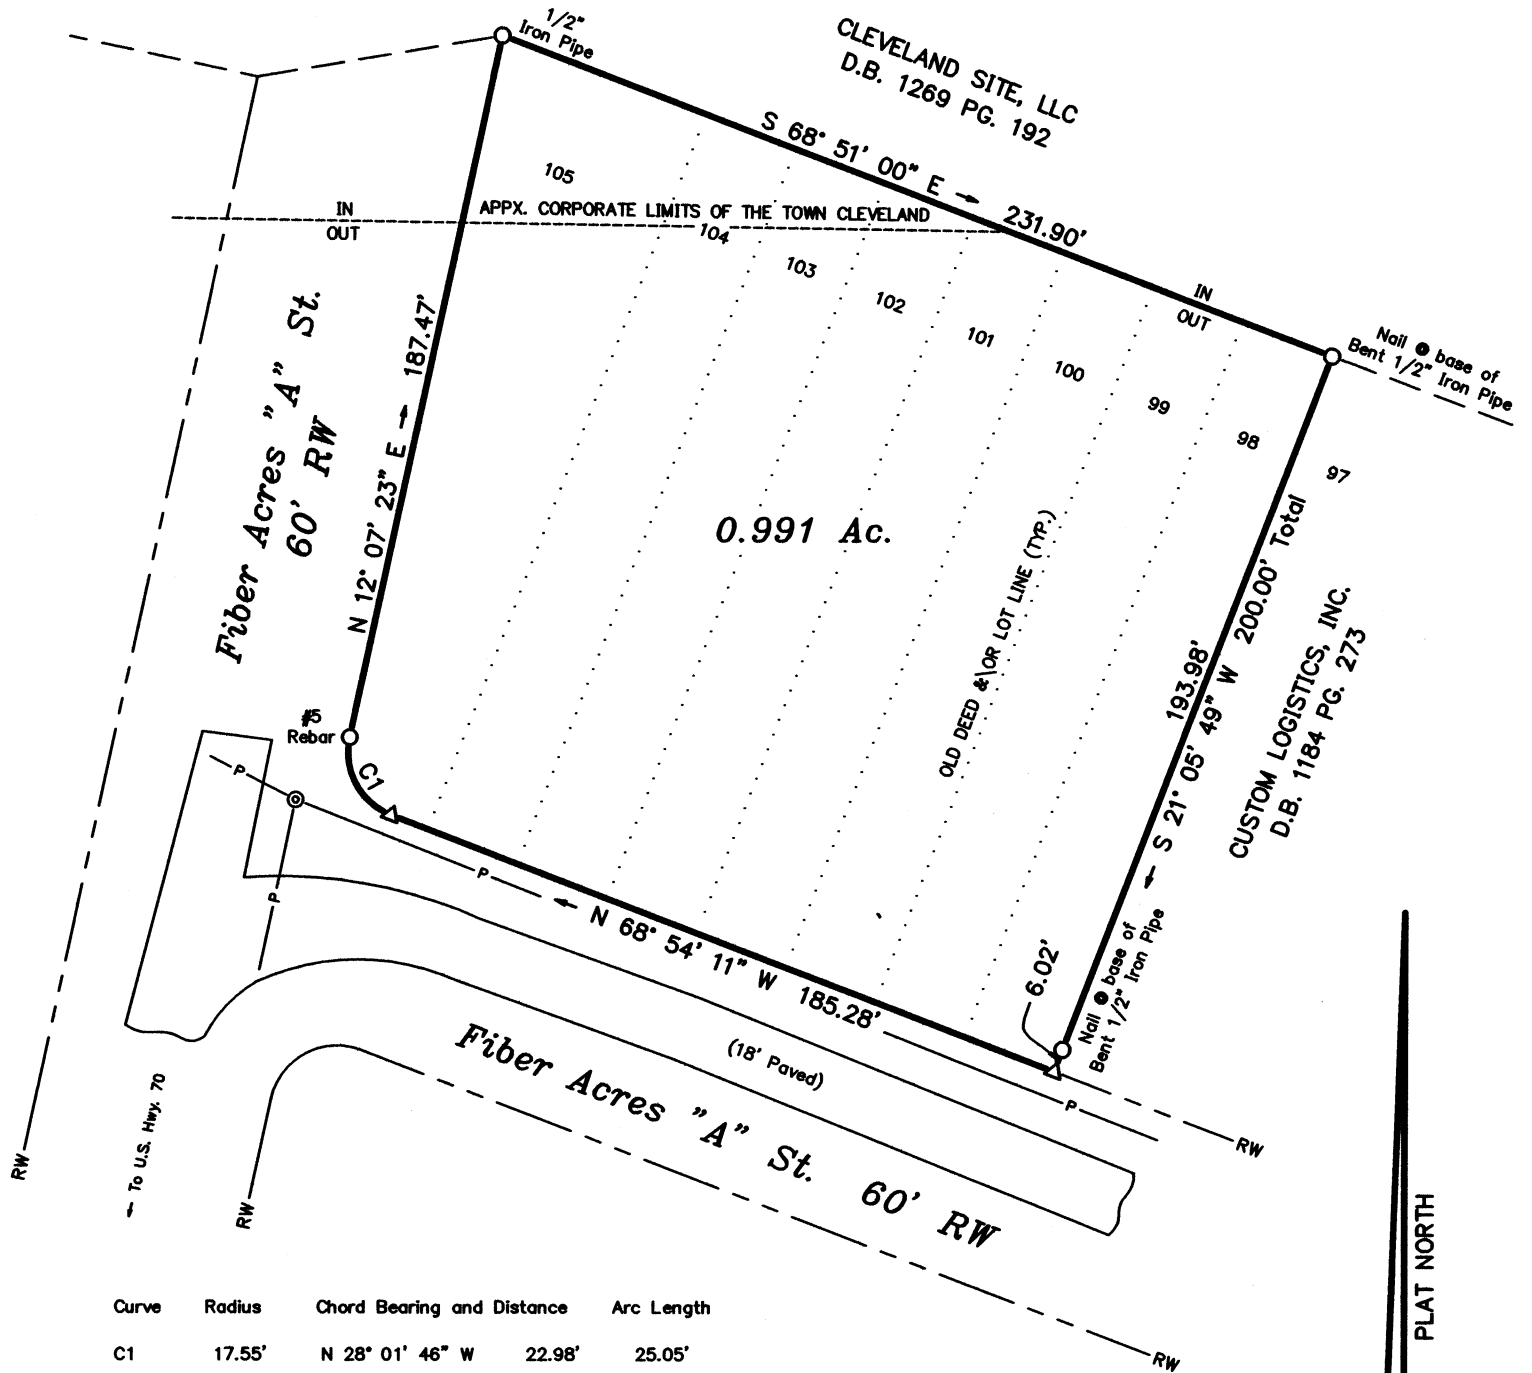 1/2"
Iron Pipe
CLEVELAND SITE, LLC
D.B. 1269 PG. 192
S 68° 51' 00" E
231.90'
105
IN
APPX. CORPORATE LIMITS OF THE TOWN CLEVELAND
OUT
104
103
102
101
100
99
98
97
IN
OUT
Nail @ base of
Bent 1/2" Iron Pipe
Fiber Acres "A" St.
60' RW
N 12° 07' 23" E
187.47'
0.991 Ac.
OLD DEED &\OR LOT LINE (TYP.)
193.98'
S 21° 05' 49" W 200.00' Total
CUSTOM LOGISTICS, INC.
D.B. 1184 PG. 273
#5
Rebar
C1
P
P
P
N 68° 54' 11" W 185.28'
6.02'
Nail @ base of
Bent 1/2" Iron Pipe
(18' Paved)
Fiber Acres "A" St. 60' RW
P
RW
RW
To U.S. Hwy. 70
RW
RW
PLAT NORTH
Curve Radius Chord Bearing and Distance Arc Length
C1 17.55' N 28° 01' 46" W 22.98' 25.05'